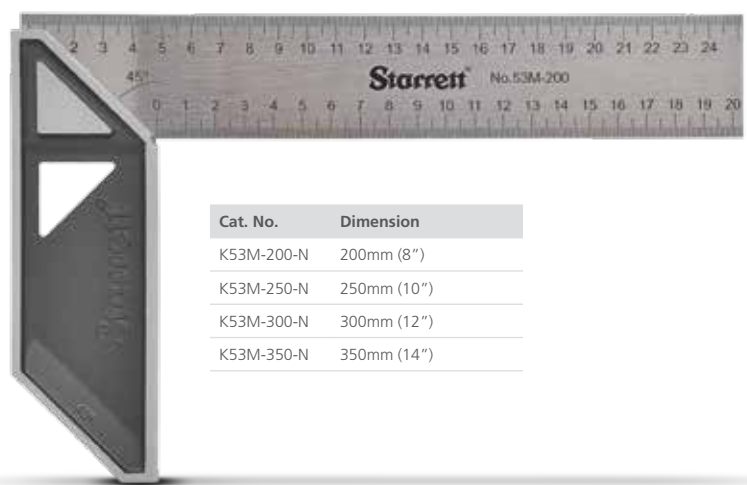 2 3 4 5 6 7 8 9 10 11 12 13 14 15 16 17 18 19 20 21 22 23 24
45°
Starrett No.53M-200
0 1 2 3 4 5 6 7 8 9 10 11 12 13 14 15 16 17 18 19 20
Starrett
Cat. No. Dimension
K53M-200-N 200mm (8”)
K53M-250-N 250mm (10”)
K53M-300-N 300mm (12”)
K53M-350-N 350mm (14”)